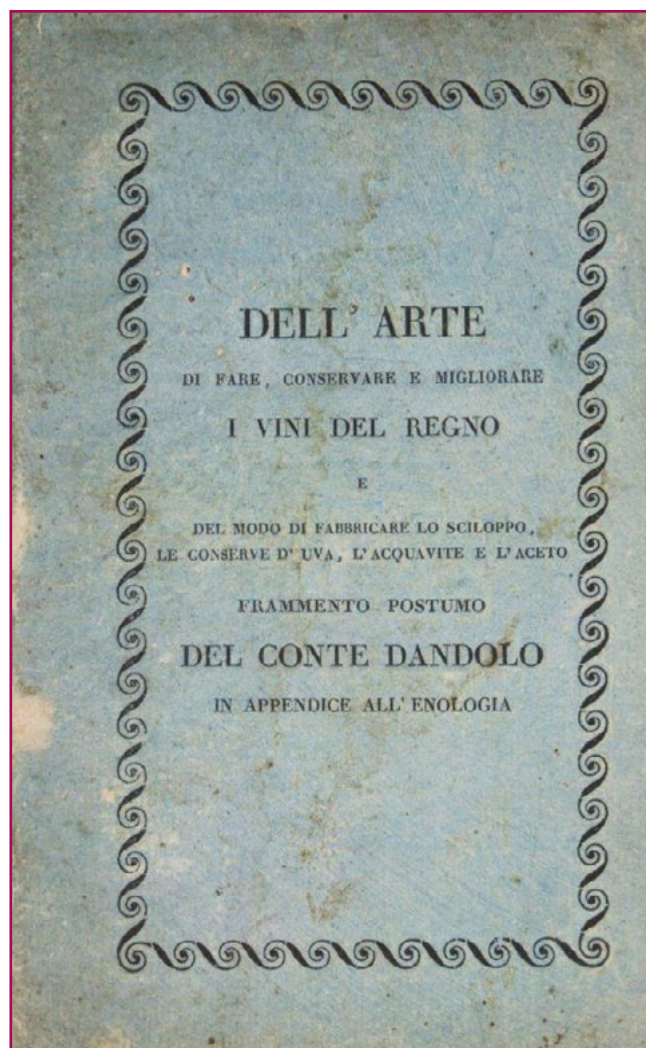 DELL' ARTE
DI FARE, CONSERVARE E MIGLIORARE
I VINI DEL REGNO
E
DEL MODO DI FABBRICARE LO SCILOPPO,
LE CONSERVE D' UVA, L'ACQUAVITE E L'ACETO
FRAMMENTO POSTUMO
DEL CONTE DANDOLO
IN APPENDICE ALL' ENOLOGIA